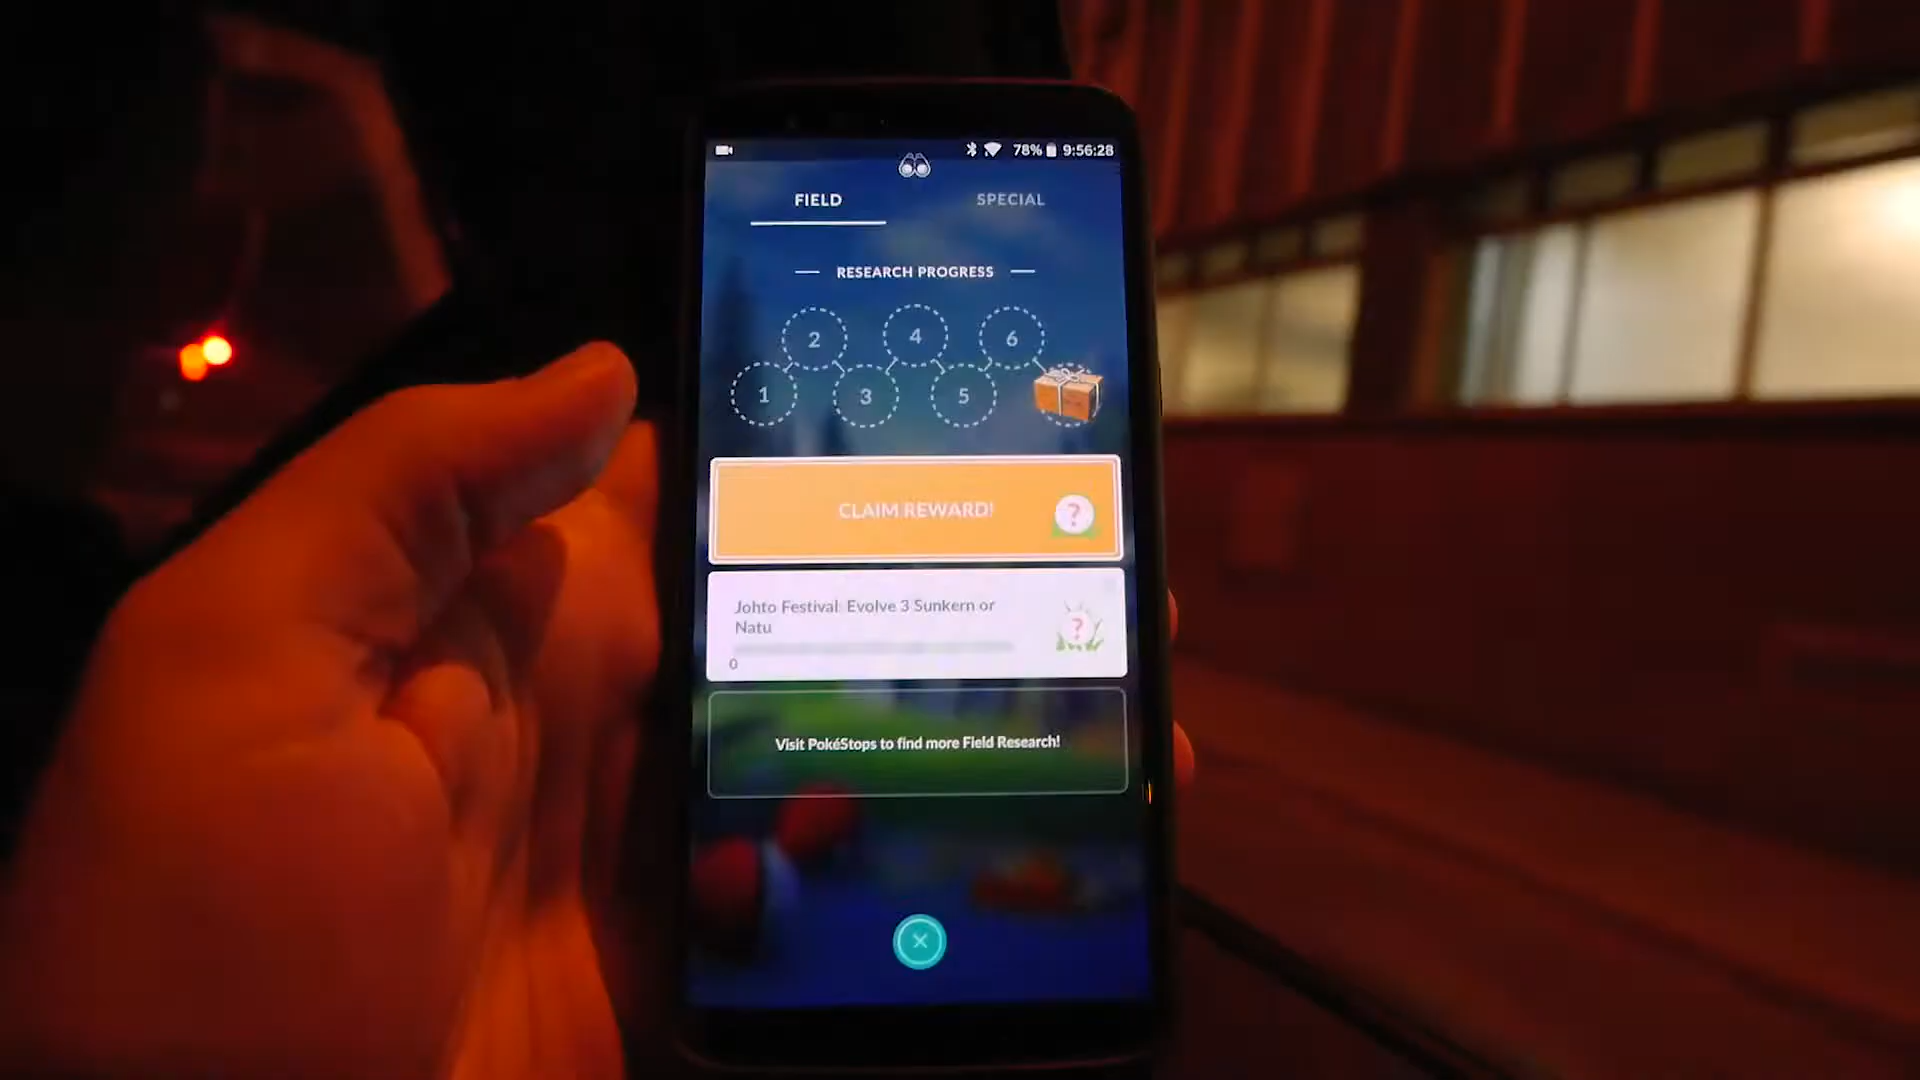 78% 9:56:28
FIELD SPECIAL
RESEARCH PROGRESS
2 4 6
1 3 5
CLAIM REWARD! ?
Johto Festival: Evolve 3 Sunkern or
Natu
?
0
Visit PokéStops to find more Field Research!